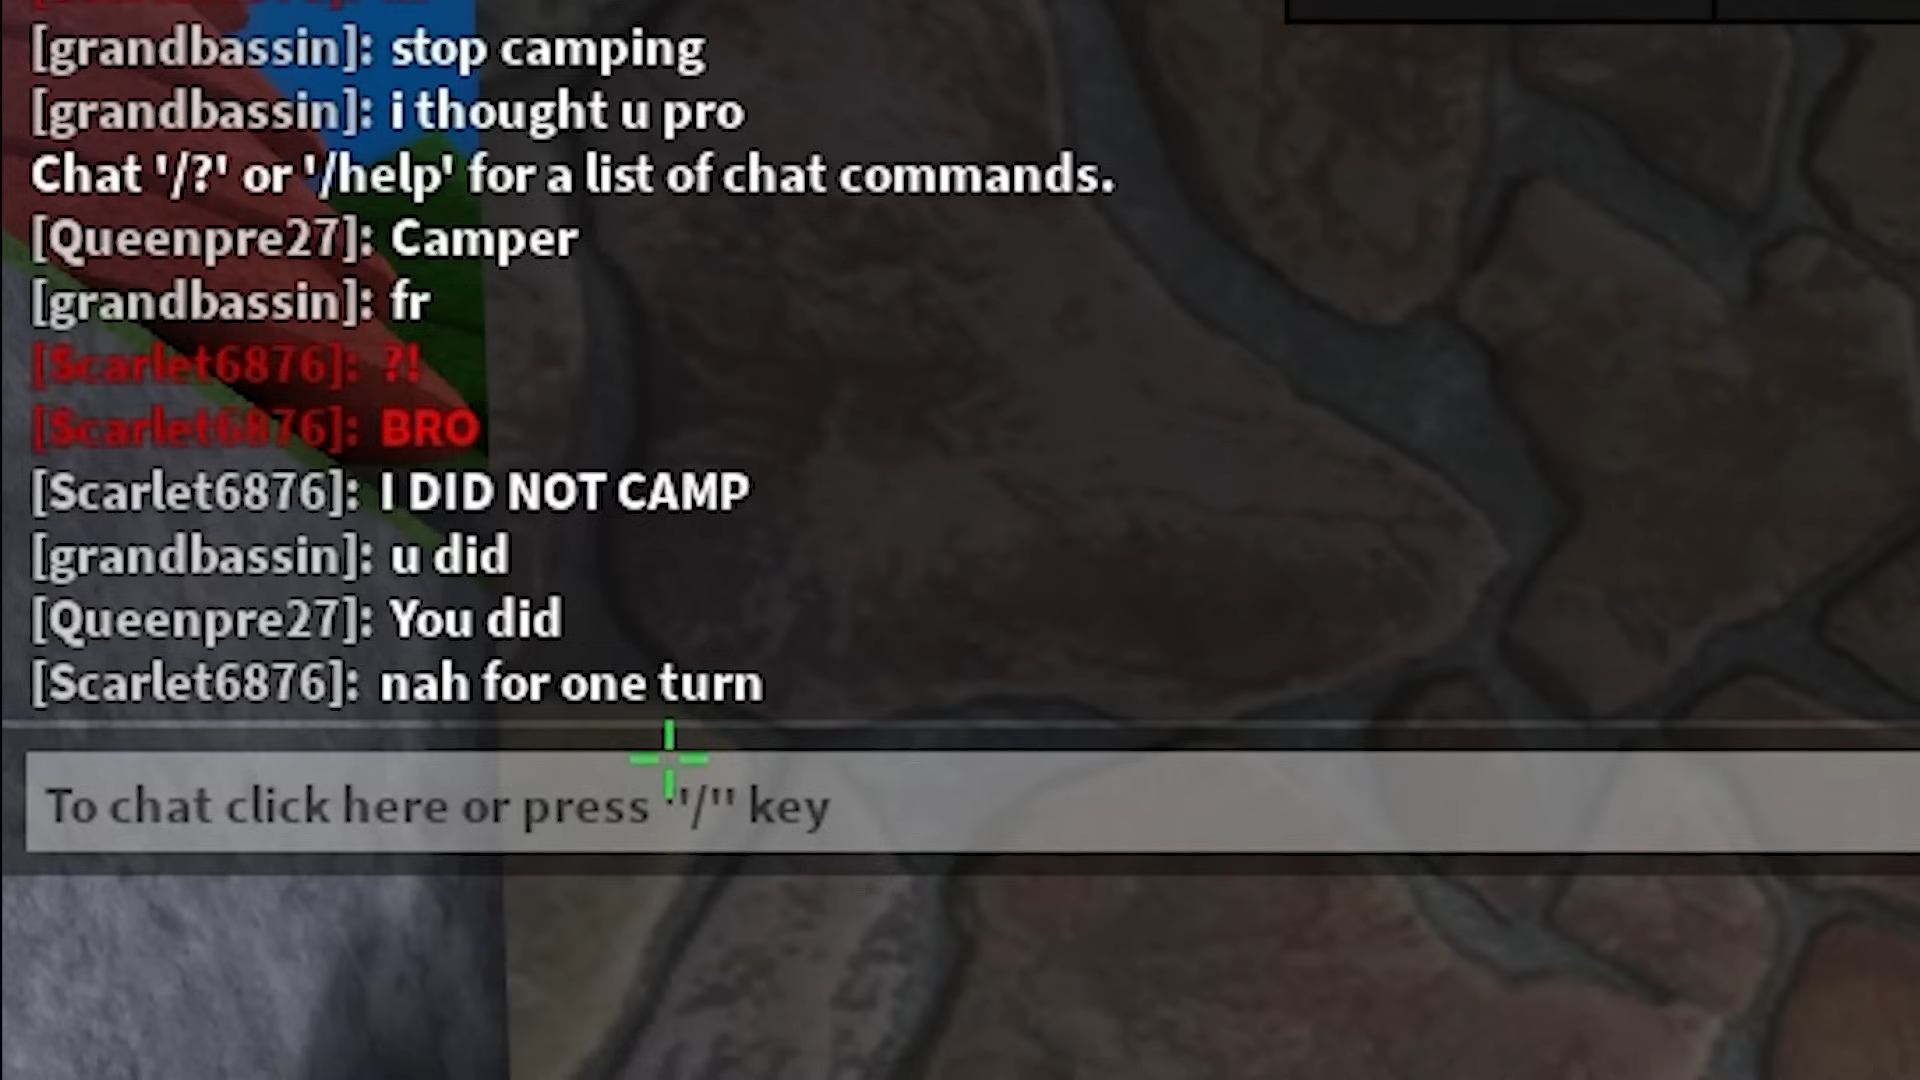 [grandbassin]: stop camping
[grandbassin]: i thought u pro
Chat '/?' or '/help' for a list of chat commands.
[Queenpre27]: Camper
[grandbassin]: fr
[Scarlet6876]: ?!
[Scarlet6876]: BRO
[Scarlet6876]: I DID NOT CAMP
[grandbassin]: u did
[Queenpre27]: You did
[Scarlet6876]: nah for one turn
To chat click here or press "/" key